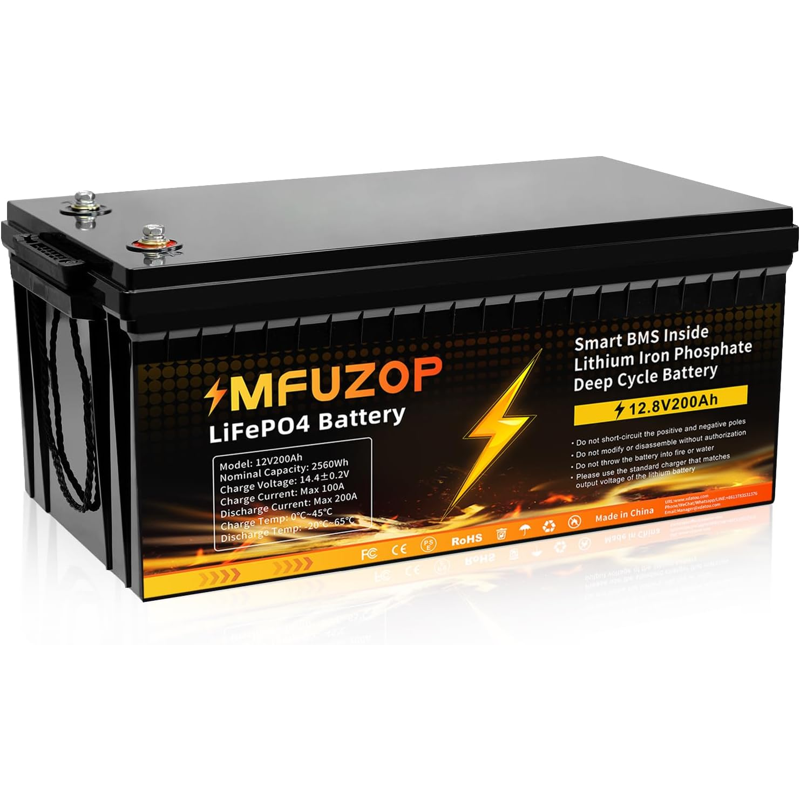 MFUZOP
LiFePO4 Battery
Model: 12V200Ah
Nominal Capacity: 2560Wh
Charge Voltage: 14.4±0.2V
Charge Current: Max 100A
Discharge Current: Max 200A
Charge Temp: 0°C~45°C
Discharge Temp: -20°C~65°C
Smart BMS Inside
Lithium Iron Phosphate
Deep Cycle Battery
12.8V200Ah
· Do not short-circuit the positive and negative poles
· Do not modify or disassemble without authorization
· Do not throw the battery into fire or water
· Please use the standard charger that matches
output voltage of the lithium battery
FC CE PS E RoHS
Made in China